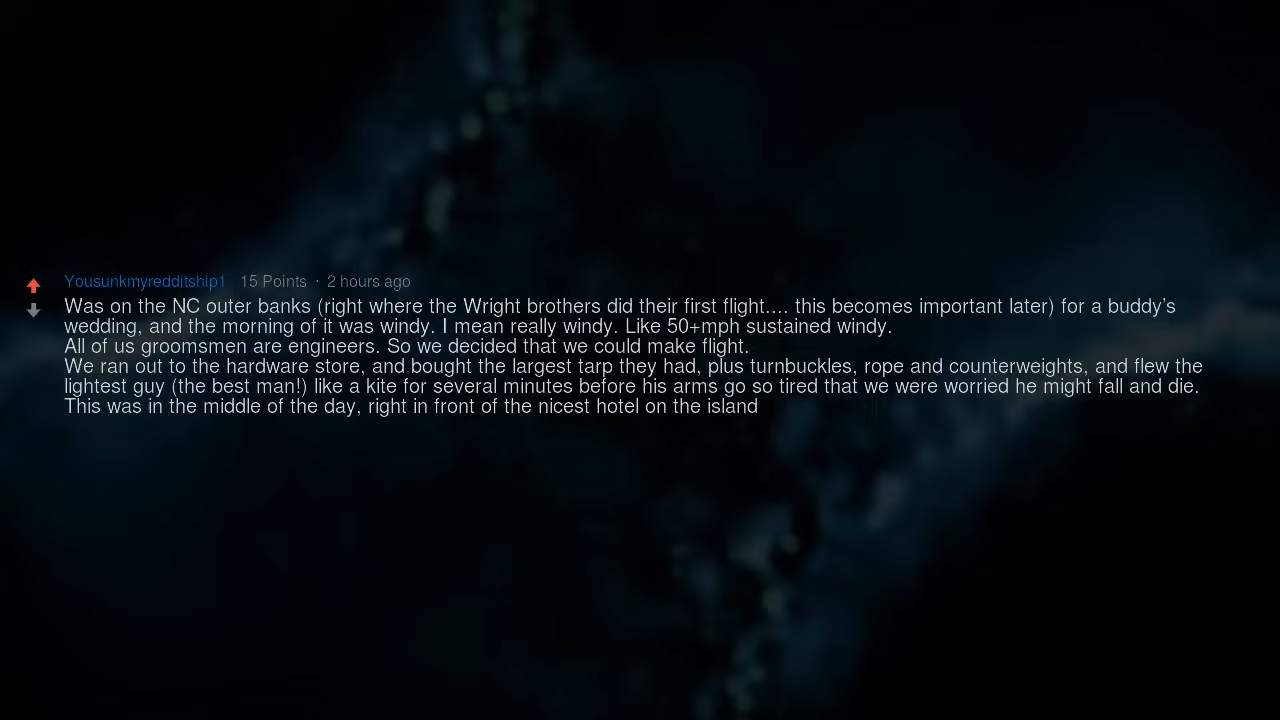 Yousunkmyredditship1 15 Points · 2 hours ago
Was on the NC outer banks (right where the Wright brothers did their first flight.... this becomes important later) for a buddy's
wedding, and the morning of it was windy. I mean really windy. Like 50+mph sustained windy.
All of us groomsmen are engineers. So we decided that we could make flight.
We ran out to the hardware store, and bought the largest tarp they had, plus turnbuckles, rope and counterweights, and flew the
lightest guy (the best man!) like a kite for several minutes before his arms go so tired that we were worried he might fall and die.
This was in the middle of the day, right in front of the nicest hotel on the island